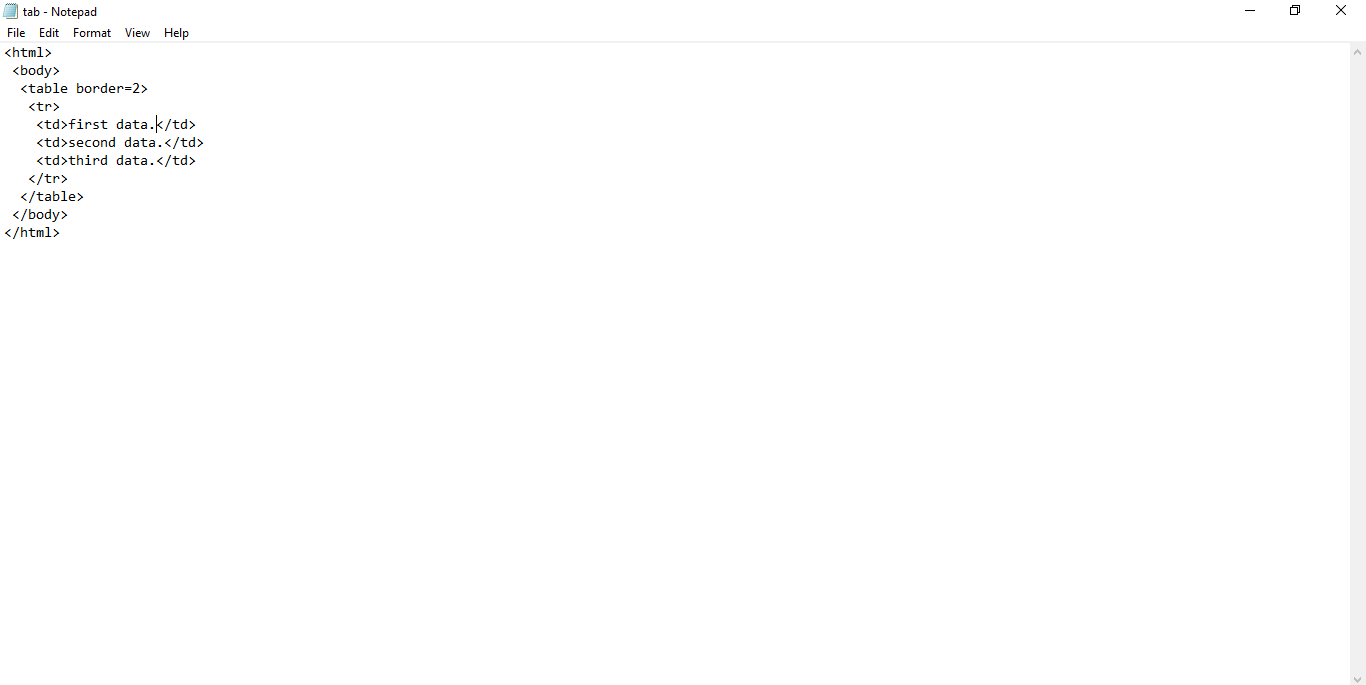 tab - Notepad
File Edit Format View Help
<html>
 <body>
  <table border=2>
   <tr>
    <td>first data.</td>
    <td>second data.</td>
    <td>third data.</td>
   </tr>
  </table>
 </body>
</html>